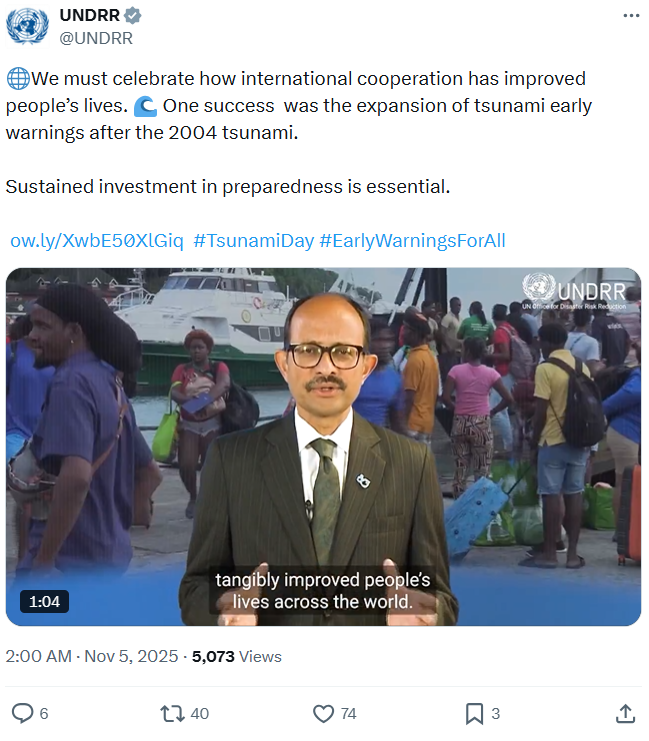 UNDRR
@UNDRR
We must celebrate how international cooperation has improved
people’s lives. One success was the expansion of tsunami early
warnings after the 2004 tsunami.
Sustained investment in preparedness is essential.
ow.ly/XwbE50XlGiq #TsunamiDay #EarlyWarningsForAll
UNDRR
UN Office for Disaster Risk Reduction
tangibly improved people’s
lives across the world.
1:04
2:00 AM · Nov 5, 2025 · 5,073 Views
6 40 74 3